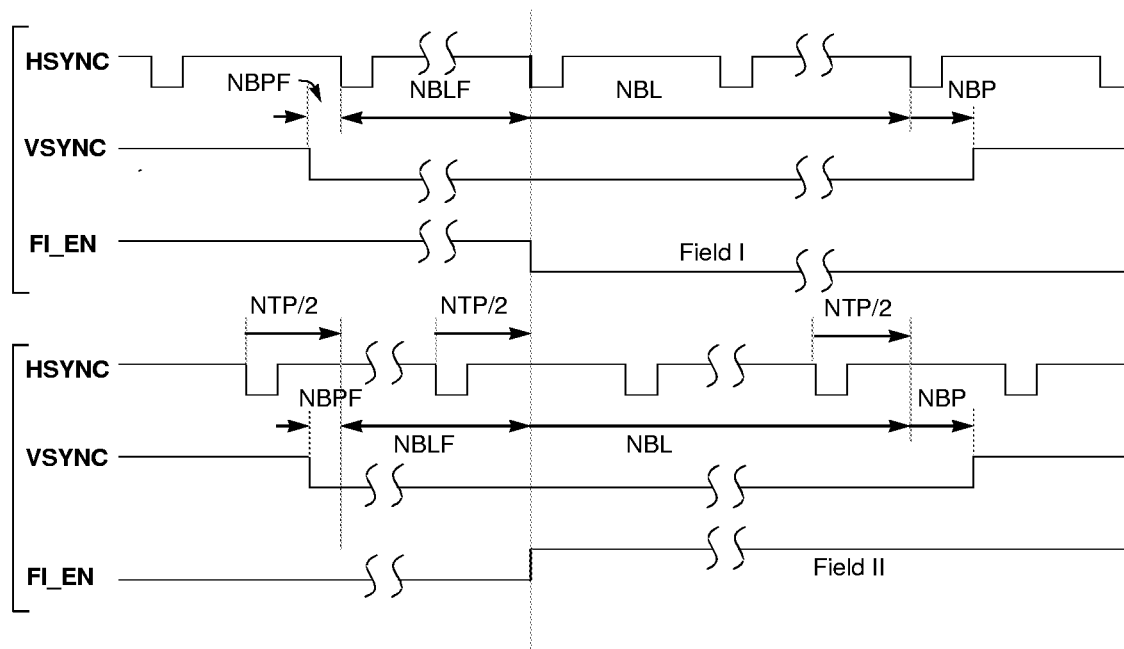 HSYNC
NBPF
NBLF
NBL
NBP
VSYNC
FI_EN
Field I
NTP/2
NTP/2
NTP/2
HSYNC
NBPF
NBP
NBLF
NBL
VSYNC
FI_EN
Field II